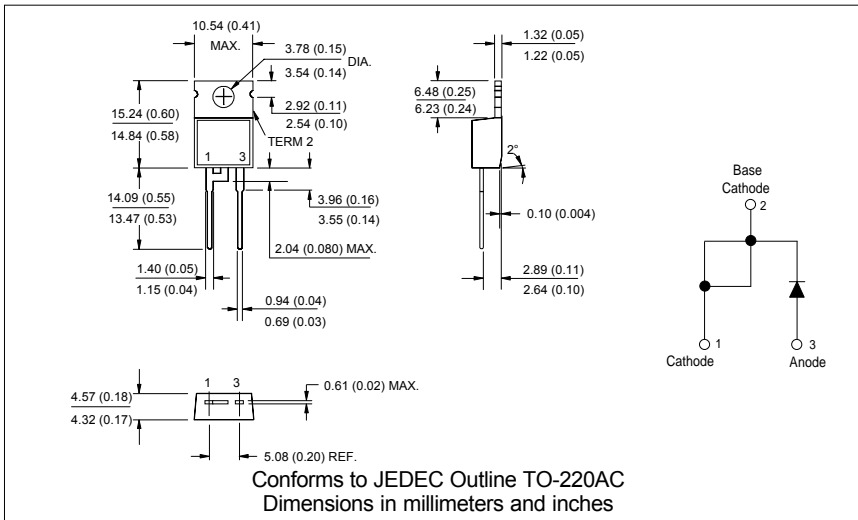 10.54 (0.41)
MAX.
3.78 (0.15)
3.54 (0.14)
DIA.
2.92 (0.11)
2.54 (0.10)
TERM 2
15.24 (0.60)
14.84 (0.58)
1 3
14.09 (0.55)
13.47 (0.53)
3.96 (0.16)
3.55 (0.14)
2.04 (0.080) MAX.
1.40 (0.05)
1.15 (0.04)
0.94 (0.04)
0.69 (0.03)
1.32 (0.05)
1.22 (0.05)
6.48 (0.25)
6.23 (0.24)
2°
0.10 (0.004)
2.89 (0.11)
2.64 (0.10)
Base
Cathode
2
1
Cathode
3
Anode
4.57 (0.18)
4.32 (0.17)
1 3
0.61 (0.02) MAX.
5.08 (0.20) REF.
Conforms to JEDEC Outline TO-220AC
Dimensions in millimeters and inches